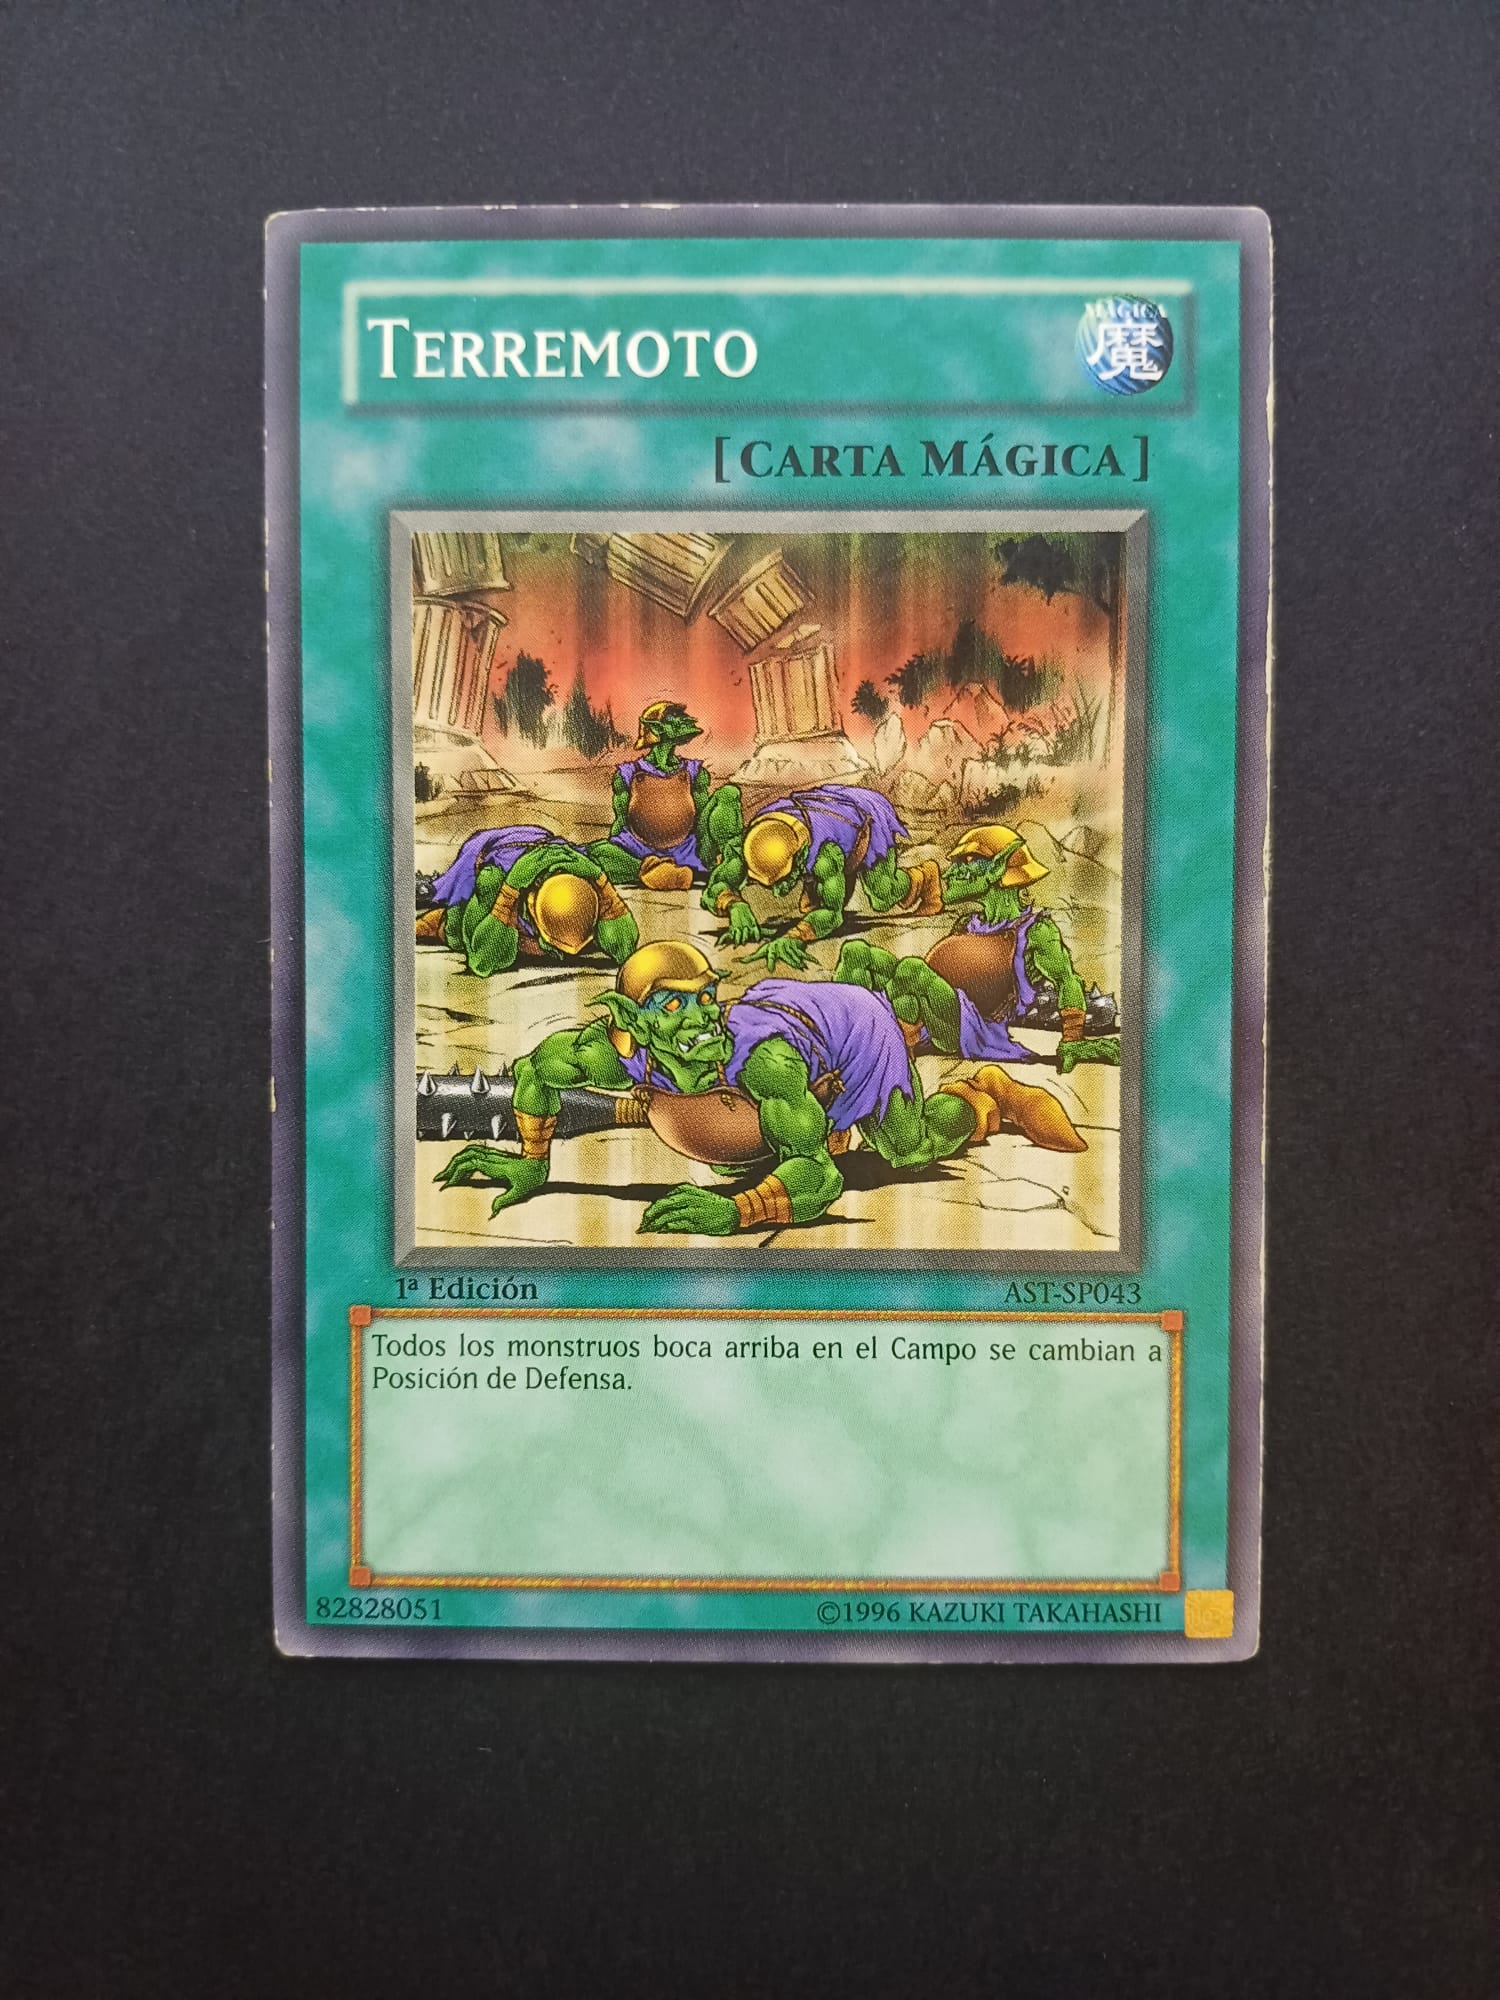 TERREMOTO
MÁGICA
魔
[CARTA MÁGICA]
1ª Edición
AST-SP043
Todos los monstruos boca arriba en el Campo se cambian a
Posición de Defensa.
82828051
©1996 KAZUKI TAKAHASHI